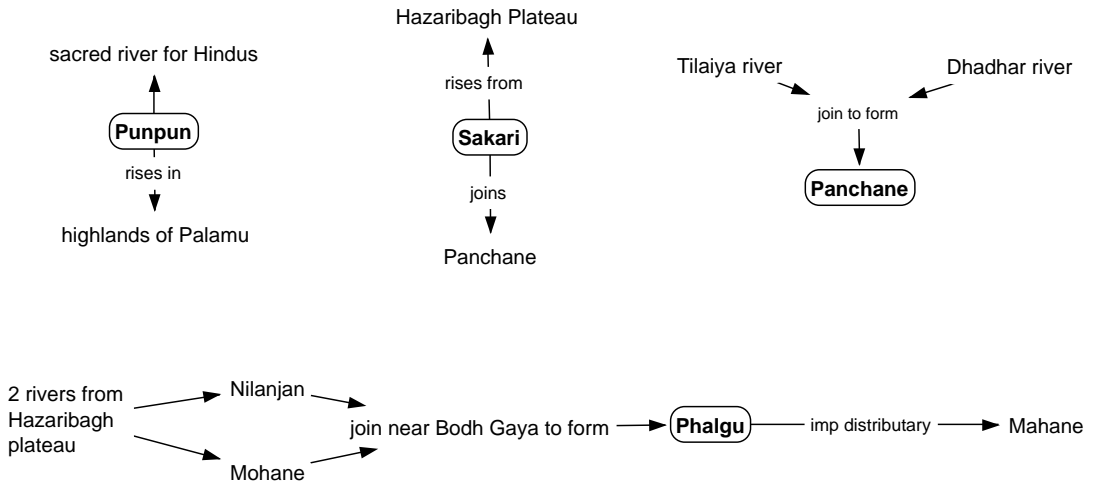 sacred river for Hindus
Punpun
rises in
highlands of Palamu
Hazaribagh Plateau
rises from
Sakari
joins
Panchane
Tilaiya river
Dhadhar river
join to form
Panchane
2 rivers from
Hazaribagh
plateau
Nilanjan
Mohane
join near Bodh Gaya to form
Phalgu
imp distributary
Mahane